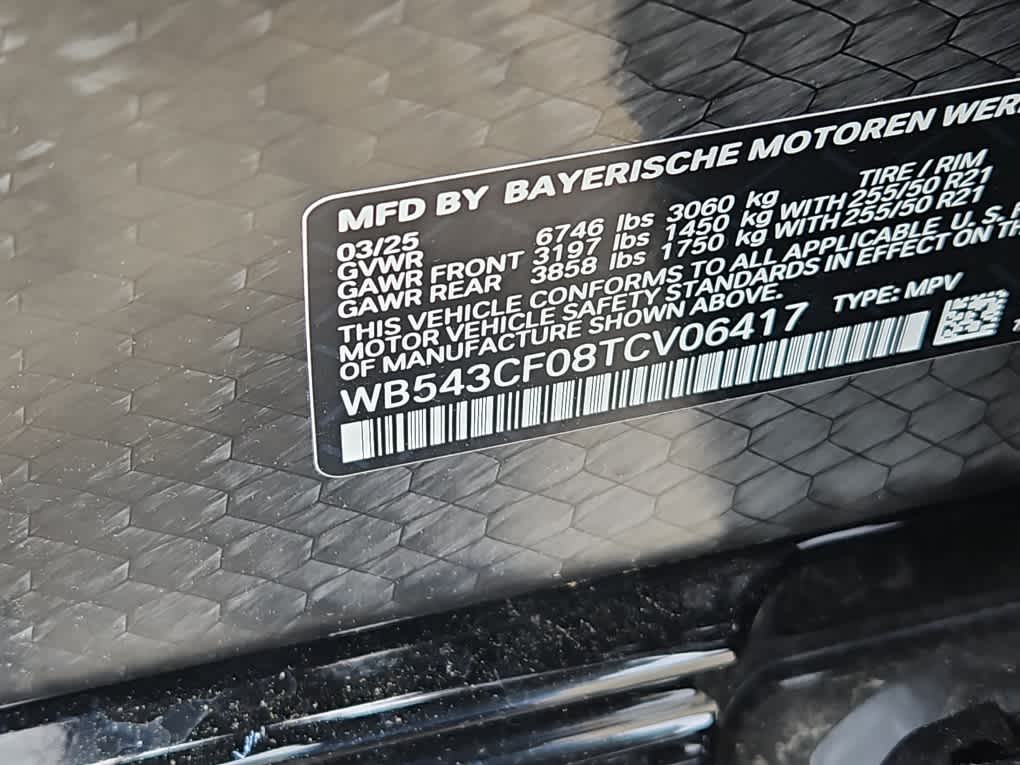 MFD BY BAYERISCHE MOTOREN WER
03/25 TIRE / RIM
GVWR 6746 lbs 3060 kg
GAWR FRONT 3197 lbs 1450 kg WITH 255/50 R21
GAWR REAR 3858 lbs 1750 kg WITH 255/50 R21
THIS VEHICLE CONFORMS TO ALL APPLICABLE U. S. F
MOTOR VEHICLE SAFETY STANDARDS IN EFFECT ON TH
OF MANUFACTURE SHOWN ABOVE.
WB543CF08TCV06417 TYPE: MPV